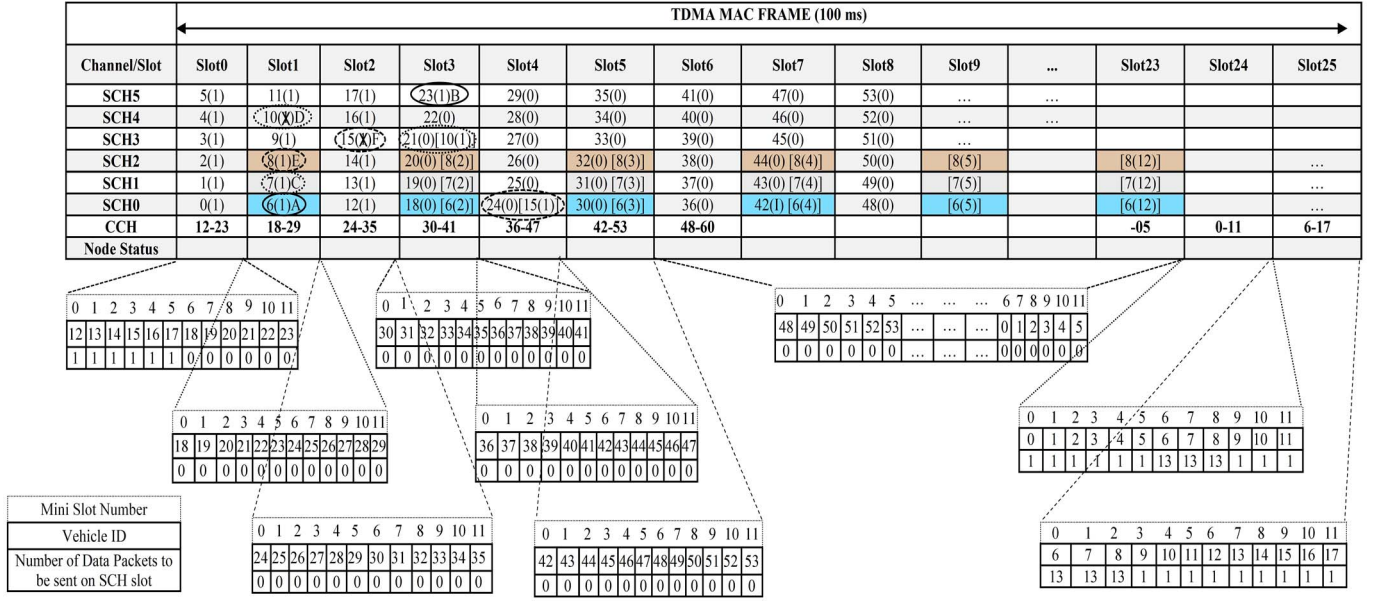 TDMA MAC FRAME (100 ms)
Channel/Slot Slot0 Slot1 Slot2 Slot3 Slot4 Slot5 Slot6 Slot7 Slot8 Slot9 ... Slot23 Slot24 Slot25
SCH5 5(1) 11(1) 17(1) 23(1)B 29(0) 35(0) 41(0) 47(0) 53(0) ... ...
SCH4 4(1) 10(X)D 16(1) 22(0) 28(0) 34(0) 40(0) 46(0) 52(0) ... ...
SCH3 3(1) 9(1) 15(X)F 21(0)[10(1)] 27(0) 33(0) 39(0) 45(0) 51(0) ...
SCH2 2(1) 8(1)E 14(1) 20(0) [8(2)] 26(0) 32(0) [8(3)] 38(0) 44(0) [8(4)] 50(0) [8(5)] [8(12)] ...
SCH1 1(1) 7(1)C 13(1) 19(0) [7(2)] 25(0) 31(0) [7(3)] 37(0) 43(0) [7(4)] 49(0) [7(5)] [7(12)] ...
SCH0 0(1) 6(1)A 12(1) 18(0) [6(2)] 24(0)[15(1)] 30(0) [6(3)] 36(0) 42(I) [6(4)] 48(0) [6(5)] [6(12)] ...
CCH 12-23 18-29 24-35 30-41 36-47 42-53 48-60 -05 0-11 6-17
Node Status
0 1 2 3 4 5 6 7 8 9 10 11
12 13 14 15 16 17 18 19 20 21 22 23
1 1 1 1 1 1 0 0 0 0 0 0
0 1 2 3 4 5 6 7 8 9 10 11
30 31 32 33 34 35 36 37 38 39 40 41
0 0 0 0 0 0 0 0 0 0 0 0
0 1 2 3 4 5 ... ... ... 6 7 8 9 10 11
48 49 50 51 52 53 ... ... ... 0 1 2 3 4 5
0 0 0 0 0 0 ... ... ... 0 0 0 0 0 0
0 1 2 3 4 5 6 7 8 9 10 11
18 19 20 21 22 23 24 25 26 27 28 29
0 0 0 0 0 0 0 0 0 0 0 0
0 1 2 3 4 5 6 7 8 9 10 11
36 37 38 39 40 41 42 43 44 45 46 47
0 0 0 0 0 0 0 0 0 0 0 0
0 1 2 3 4 5 6 7 8 9 10 11
0 1 2 3 4 5 6 7 8 9 10 11
1 1 1 1 1 1 13 13 13 1 1 1
Mini Slot Number
Vehicle ID
Number of Data Packets to
be sent on SCH slot
0 1 2 3 4 5 6 7 8 9 10 11
24 25 26 27 28 29 30 31 32 33 34 35
0 0 0 0 0 0 0 0 0 0 0 0
0 1 2 3 4 5 6 7 8 9 10 11
42 43 44 45 46 47 48 49 50 51 52 53
0 0 0 0 0 0 0 0 0 0 0 0
0 1 2 3 4 5 6 7 8 9 10 11
6 7 8 9 10 11 12 13 14 15 16 17
13 13 13 1 1 1 1 1 1 1 1 1